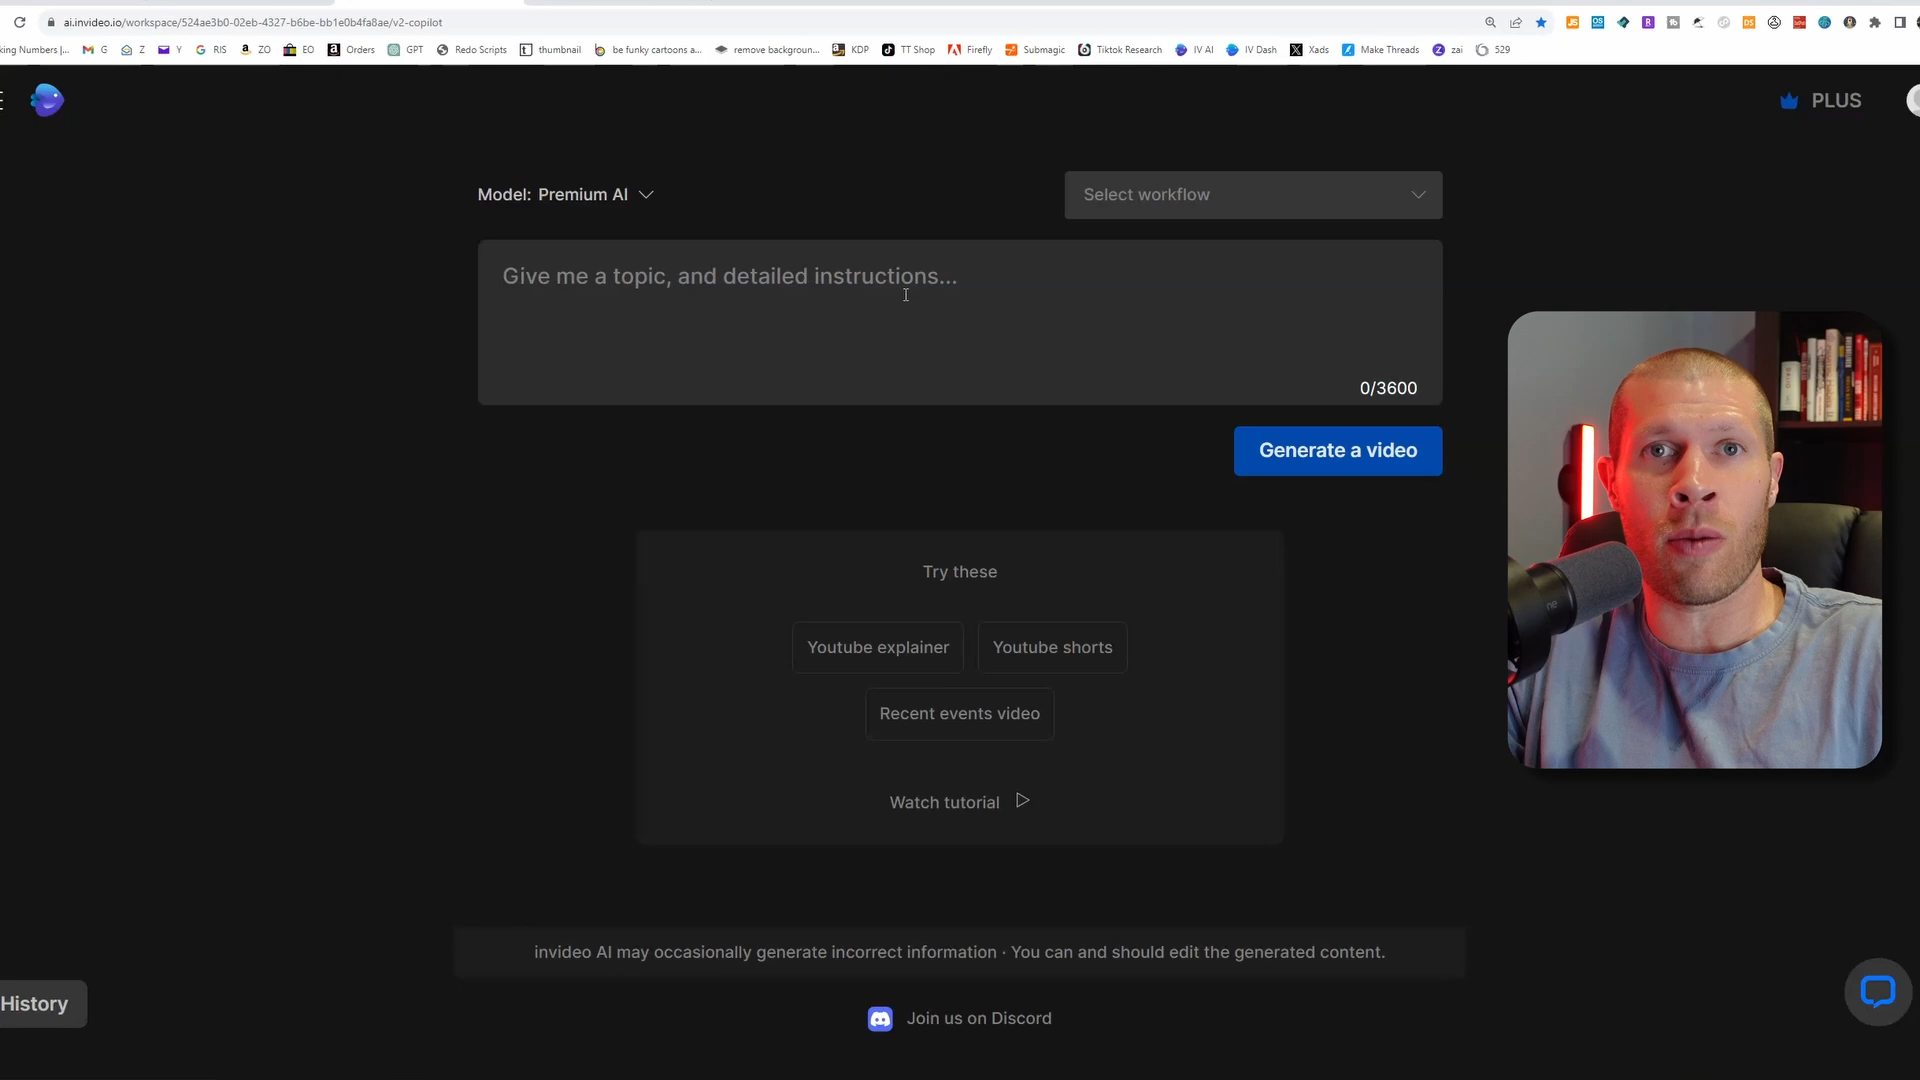 ai.invideo.io/workspace/524ae3b0-02eb-4327-b6be-bb1e0b4fa8ae/v2-copilot
king Numbers |... G Z Y RIS ZO EO Orders GPT Redo Scripts thumbnail be funky cartoons a... remove backgroun... KDP TT Shop Firefly Submagic Tiktok Research IV AI IV Dash Xads Make Threads zai 529
PLUS
Model: Premium AI
Select workflow
Give me a topic, and detailed instructions...
0/3600
Generate a video
Try these
Youtube explainer
Youtube shorts
Recent events video
Watch tutorial
invideo AI may occasionally generate incorrect information · You can and should edit the generated content.
History
Join us on Discord